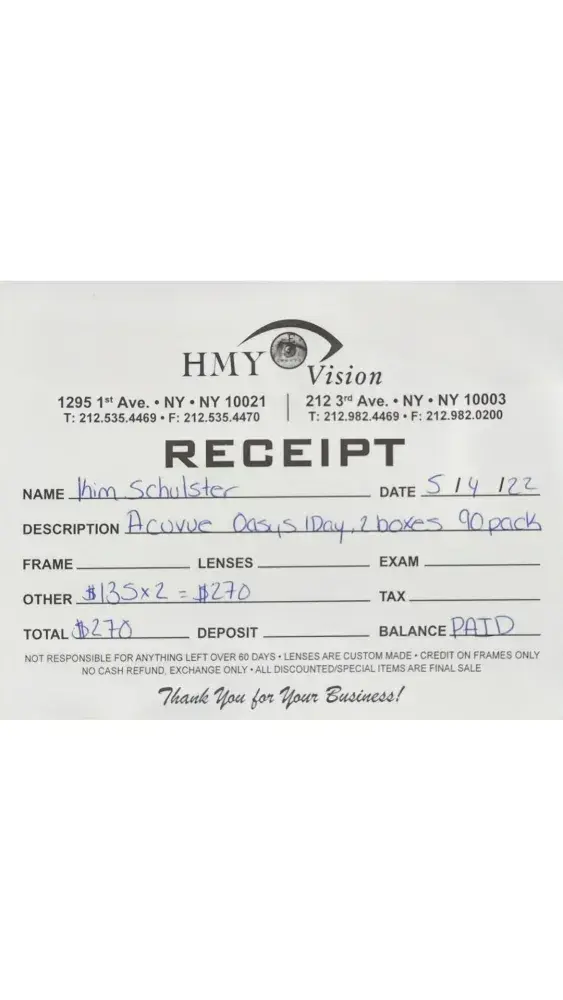 HMY Vision
1295 1st Ave. • NY • NY 10021 | 212 3rd Ave. • NY • NY 10003
T: 212.535.4469 • F: 212.535.4470 | T: 212.982.4469 • F: 212.982.0200
RECEIPT
NAME Kim Schulster DATE 5/4/22
DESCRIPTION Acuvue Oasys 1Day, 2 boxes 90 pack
FRAME LENSES EXAM
OTHER $135x2 = $270 TAX
TOTAL $270 DEPOSIT BALANCE PAID
NOT RESPONSIBLE FOR ANYTHING LEFT OVER 60 DAYS • LENSES ARE CUSTOM MADE • CREDIT ON FRAMES ONLY
NO CASH REFUND, EXCHANGE ONLY • ALL DISCOUNTED/SPECIAL ITEMS ARE FINAL SALE
Thank You for Your Business!